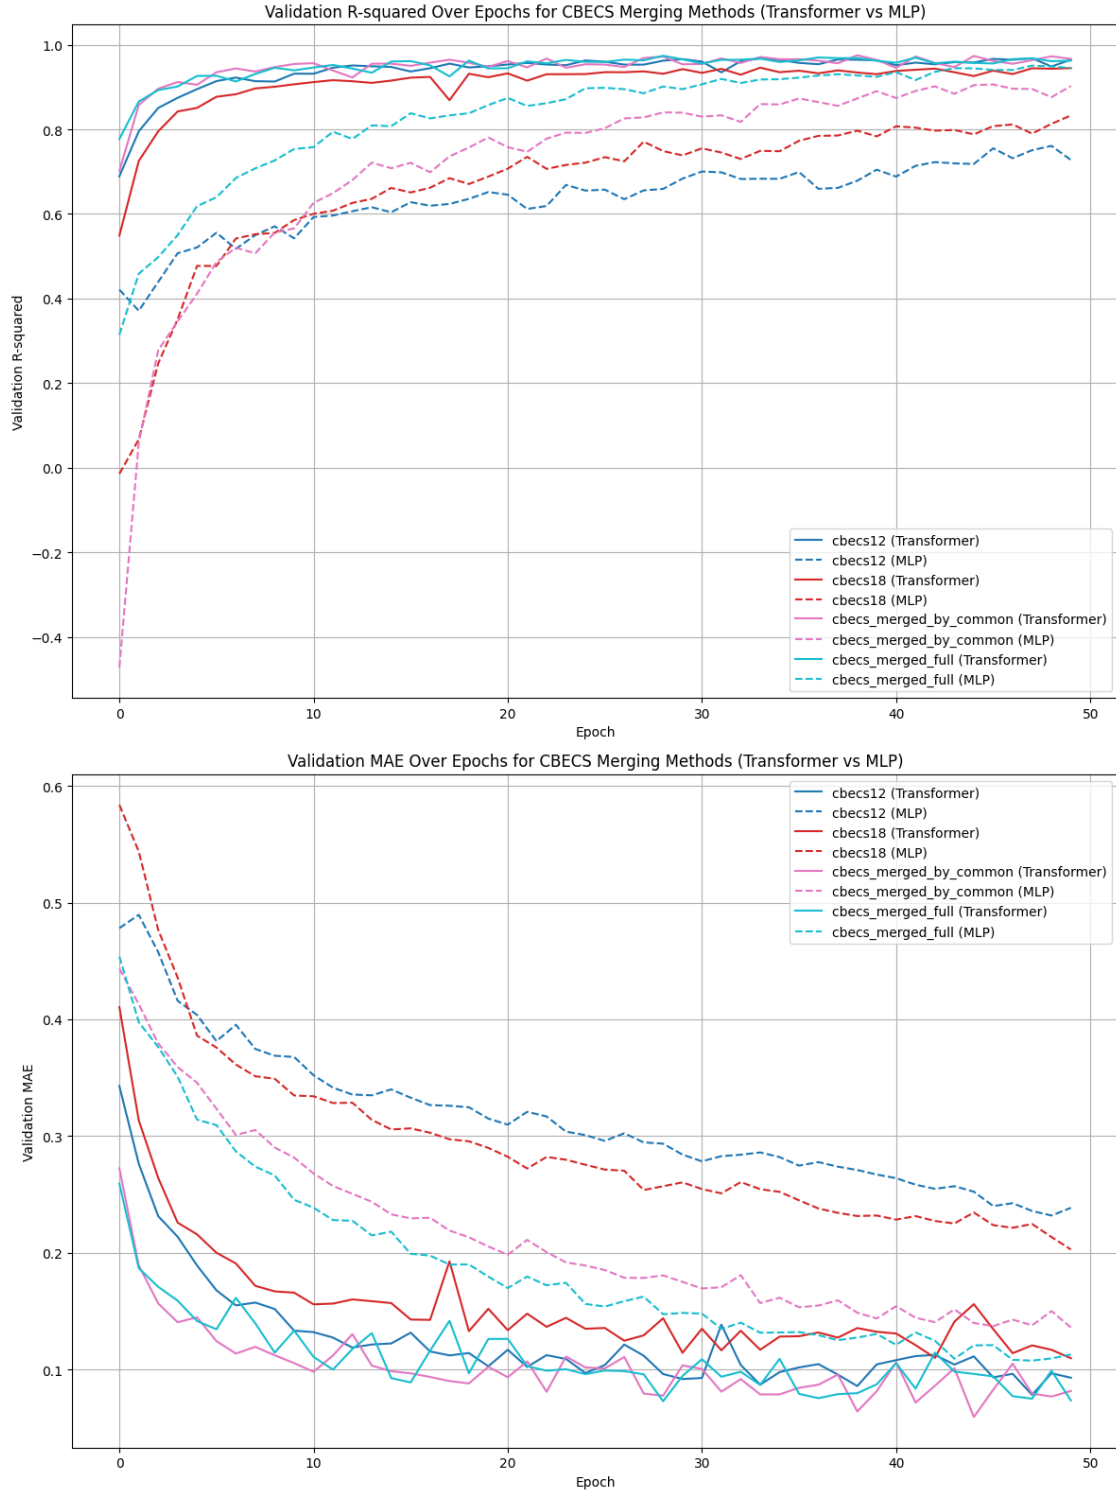 Validation R-squared Over Epochs for CBECS Merging Methods (Transformer vs MLP)
1.0
0.8
0.6
0.4
0.2
0.0
−0.2
−0.4
Validation R-squared
cbecs12 (Transformer)
cbecs12 (MLP)
cbecs18 (Transformer)
cbecs18 (MLP)
cbecs_merged_by_common (Transformer)
cbecs_merged_by_common (MLP)
cbecs_merged_full (Transformer)
cbecs_merged_full (MLP)
0 10 20 30 40 50
Epoch
Validation MAE Over Epochs for CBECS Merging Methods (Transformer vs MLP)
0.6
0.5
0.4
0.3
0.2
0.1
Validation MAE
cbecs12 (Transformer)
cbecs12 (MLP)
cbecs18 (Transformer)
cbecs18 (MLP)
cbecs_merged_by_common (Transformer)
cbecs_merged_by_common (MLP)
cbecs_merged_full (Transformer)
cbecs_merged_full (MLP)
0 10 20 30 40 50
Epoch